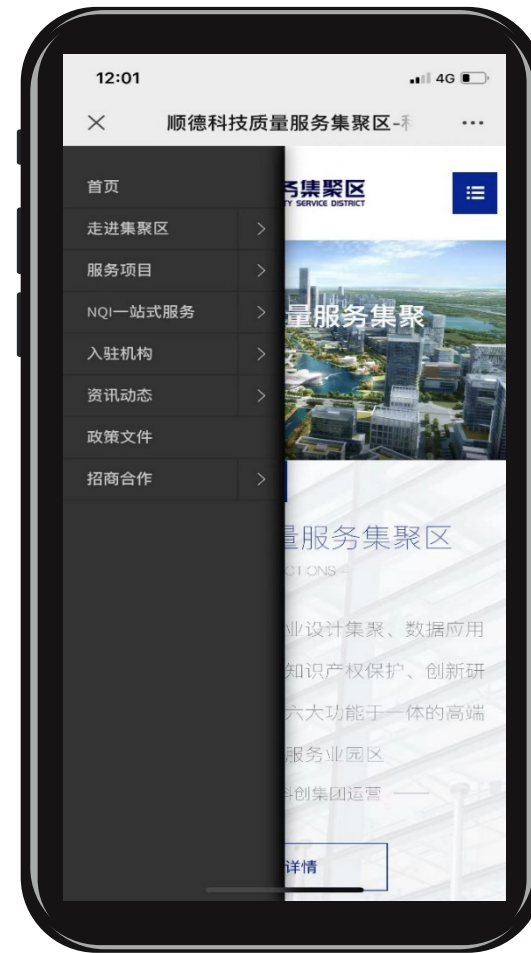 12:01
4G
顺德科技质量服务集聚区-
首页
走进集聚区
服务项目
NQI一站式服务
入驻机构
资讯动态
政策文件
招商合作
务集聚区
TY SERVICE DISTRICT
量服务集聚
量服务集聚区
CTIONS
业设计集聚、数据应用
知识产权保护、创新研
六大功能于一体的高端
服务业园区
科创集团运营
详情